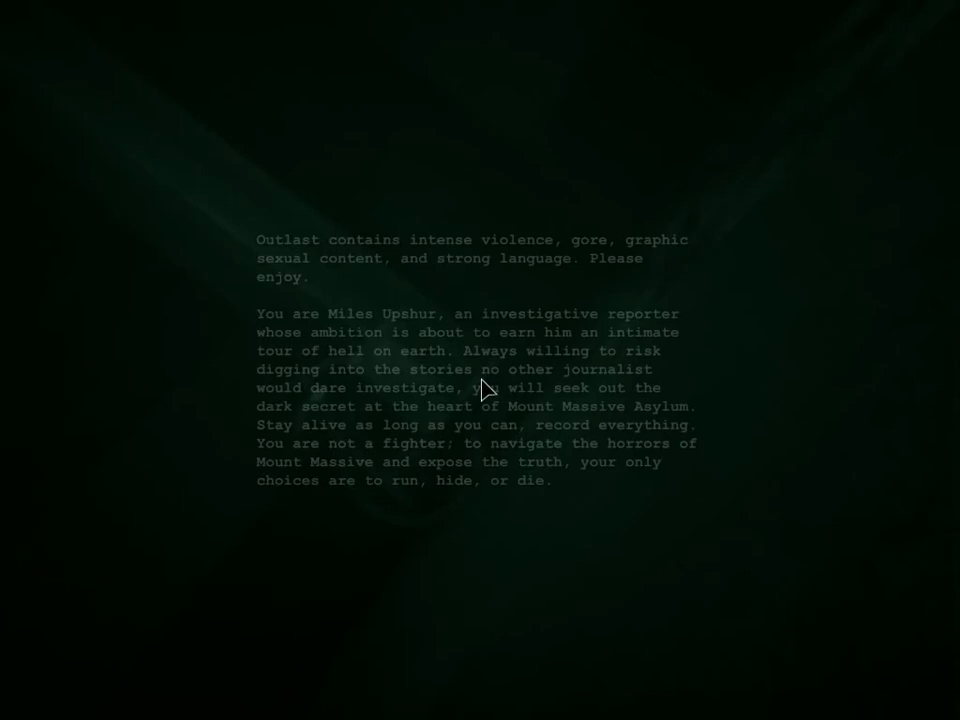 Outlast contains intense violence, gore, graphic
sexual content, and strong language. Please
enjoy.
You are Miles Upshur, an investigative reporter
whose ambition is about to earn him an intimate
tour of hell on earth. Always willing to risk
digging into the stories no other journalist
would dare investigate, you will seek out the
dark secret at the heart of Mount Massive Asylum.
Stay alive as long as you can, record everything.
You are not a fighter; to navigate the horrors of
Mount Massive and expose the truth, your only
choices are to run, hide, or die.